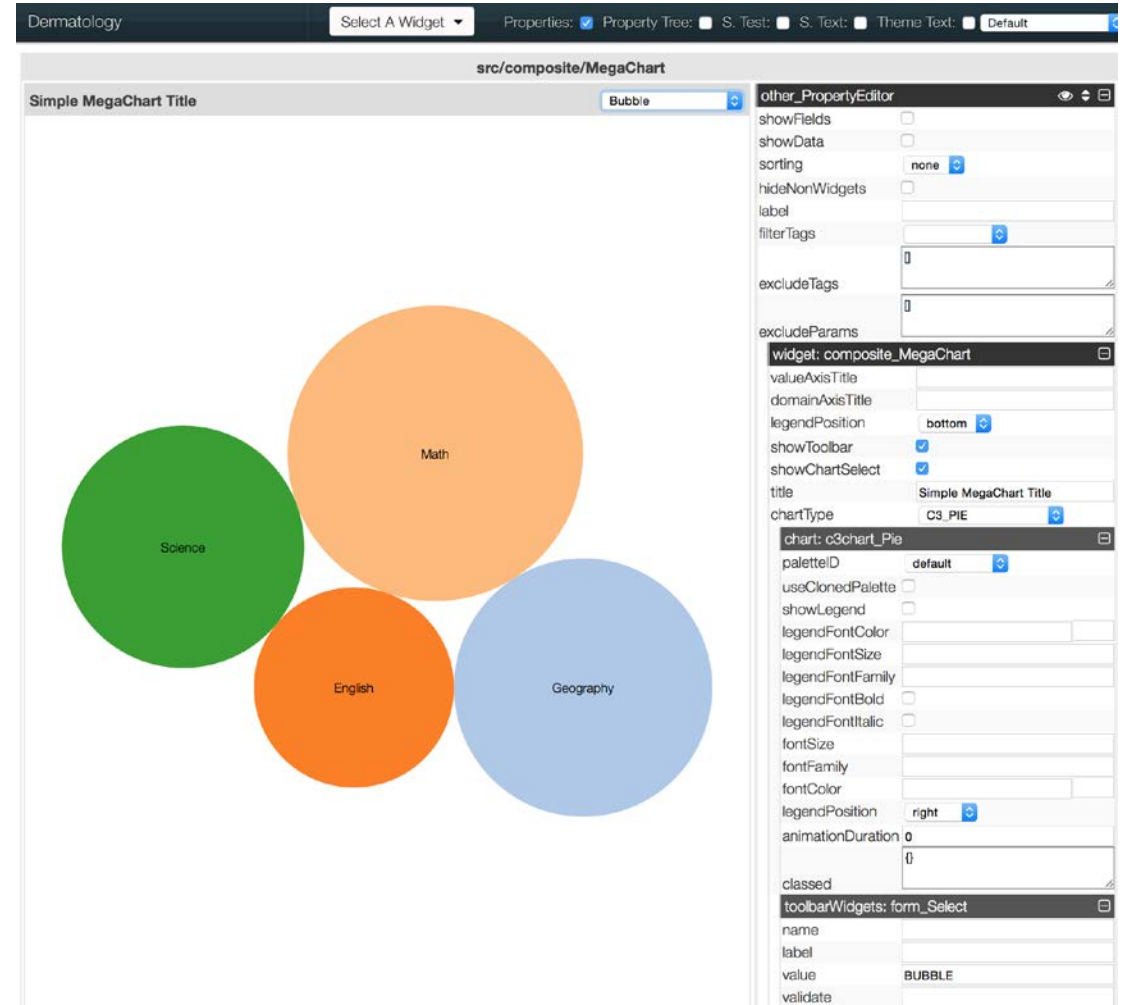 Dermatology
Select A Widget
Properties: Property Tree: S. Test: S. Text: Theme Text: Default
src/composite/MegaChart
Simple MegaChart Title
Bubble
Math
Science
English
Geography
other_PropertyEditor
showFields
showData
sorting none
hideNonWidgets
label
filterTags
[]
excludeTags
[]
excludeParams
widget: composite_MegaChart
valueAxisTitle
domainAxisTitle
legendPosition bottom
showToolbar
showChartSelect
title Simple MegaChart Title
chartType C3_PIE
chart: c3chart_Pie
paletteID default
useClonedPalette
showLegend
legendFontColor
legendFontSize
legendFontFamily
legendFontBold
legendFontItalic
fontSize
fontFamily
fontColor
legendPosition right
animationDuration 0
{}
classed
toolbarWidgets: form_Select
name
label
value BUBBLE
validate